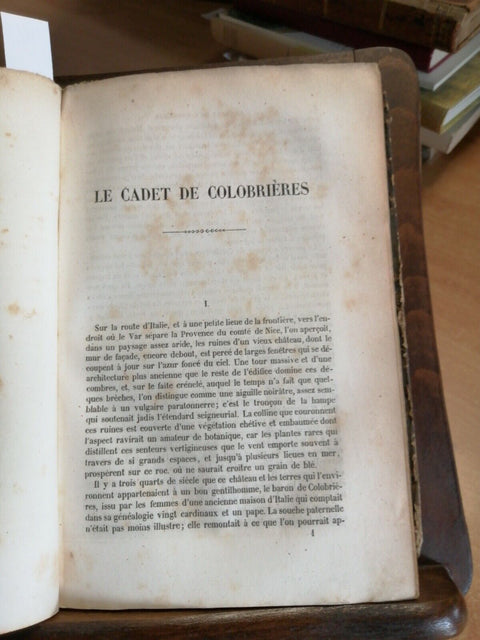 LE CADET DE COLOBRIÈRES
I.
Sur la route d'Italie, et à une petite lieue de la frontière, vers l'en-
droit où le Var sépare la Provence du comté de Nice, l'on aperçoit,
dans un paysage assez aride, les ruines d'un vieux château, dont le
mur de façade, encore debout, est percé de larges fenêtres qui se dé-
coupent à jour sur l'azur foncé du ciel. Une tour massive et d'une
architecture plus ancienne que le reste de l'édifice domine ces dé-
combres, et, sur le faîte crénelé, auquel le temps n'a fait que quel-
ques brèches, l'on distingue comme une aiguille noirâtre, assez sem-
blable à un vulgaire paratonnerre; c'est le tronçon de la hampe
qui soutenait jadis l'étendard seigneurial. La colline que couronnent
ces ruines est couverte d'une végétation chétive et embaumée dont
l'aspect ravirait un amateur de botanique, car les plantes rares qui
distillent ces senteurs vertigineuses que le vent emporte souvent à
travers de si grands espaces, et jusqu'à plusieurs lieues en mer,
prospèrent sur ce roc, où ne saurait croître un grain de blé.
Il y a trois quarts de siècle que ce château et les terres qui l'envi-
ronnent appartenaient à un bon gentilhomme, le baron de Colobriè-
res, issu par les femmes d'une ancienne maison d'Italie qui comptait
dans sa généalogie vingt cardinaux et un pape. La souche paternelle
n'était pas moins illustre; elle remontait à ce que l'on pourrait ap-
1